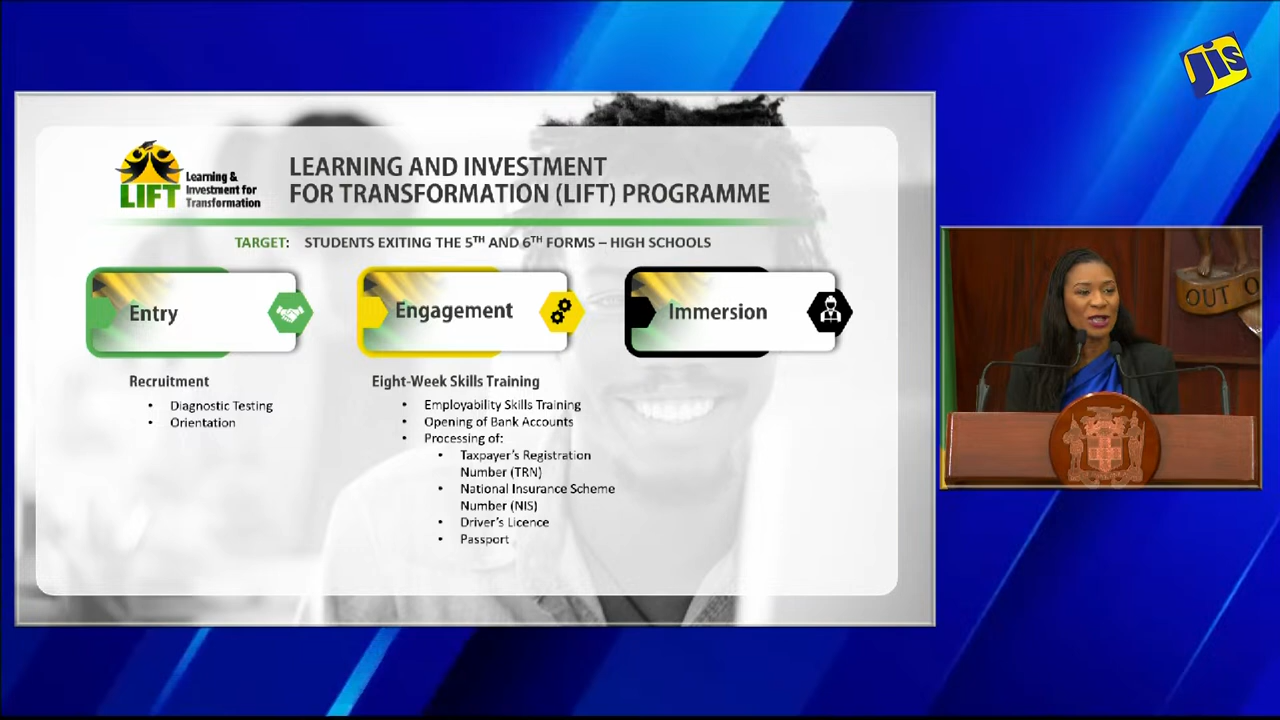 Jis
LIFT
Learning &
Investment for
Transformation
LEARNING AND INVESTMENT
FOR TRANSFORMATION (LIFT) PROGRAMME
TARGET: STUDENTS EXITING THE 5TH AND 6TH FORMS – HIGH SCHOOLS
Entry
Engagement
Immersion
Recruitment
• Diagnostic Testing
• Orientation
Eight-Week Skills Training
• Employability Skills Training
• Opening of Bank Accounts
• Processing of:
• Taxpayer's Registration
Number (TRN)
• National Insurance Scheme
Number (NIS)
• Driver's Licence
• Passport
OUT O